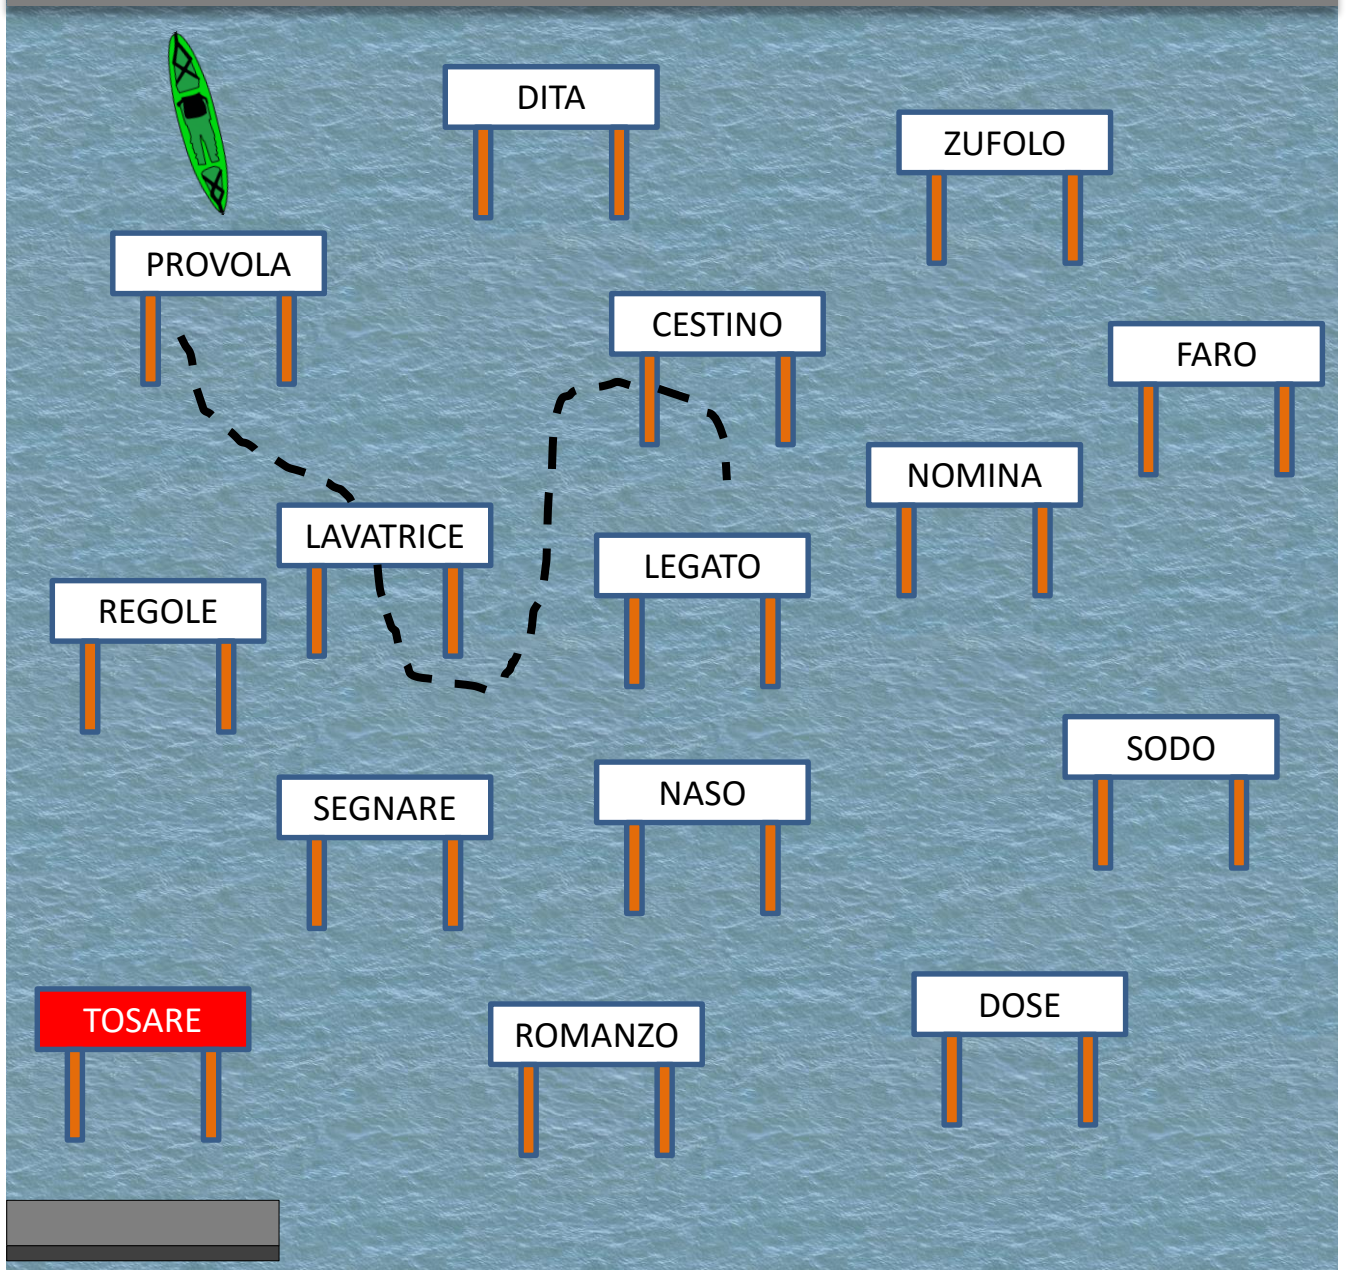 DITA
ZUFOLO
PROVOLA
CESTINO
FARO
NOMINA
LAVATRICE
LEGATO
REGOLE
SODO
NASO
SEGNARE
DOSE
TOSARE
ROMANZO